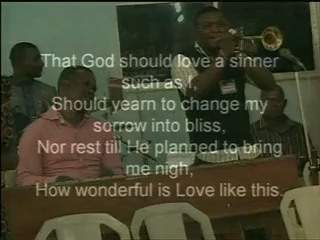 That God should love a sinner
such as I
Should yearn to change my
sorrow into bliss,
Nor rest till He planned to bring
me nigh,
How wonderful is Love like this.